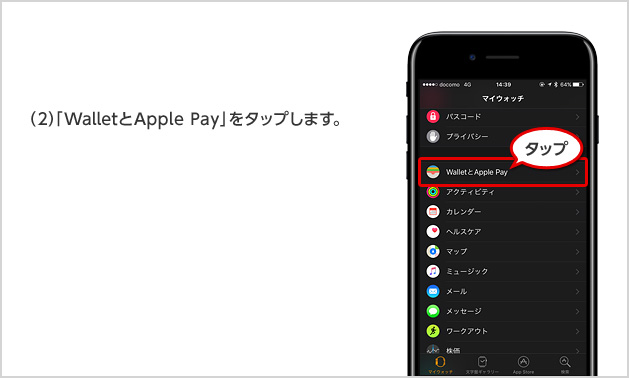 (2)「WalletとApple Pay」をタップします。
●●●●○ docomo 4G 14:39 64%
マイウォッチ
パスコード
プライバシー
タップ
WalletとApple Pay
アクティビティ
カレンダー
ヘルスケア
マップ
ミュージック
メール
メッセージ
ワークアウト
株価
マイウォッチ 文字盤ギャラリー App Store 検索